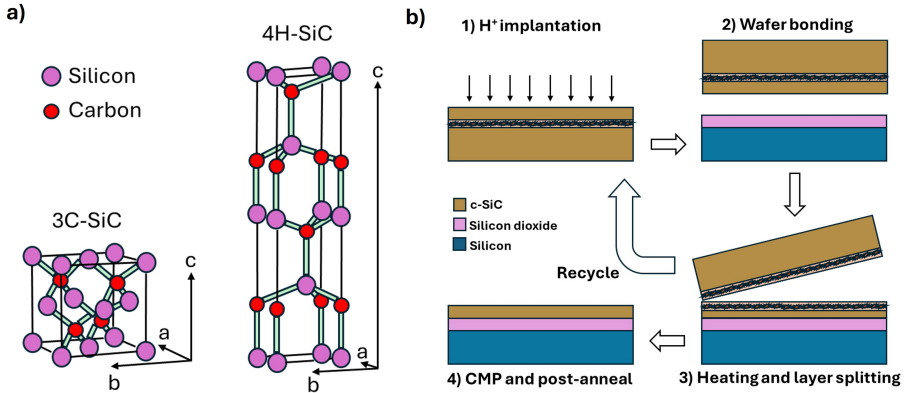 a)
4H-SiC
c
Silicon
Carbon
3C-SiC
c
a
b
a
b
b)
1) H⁺ implantation
2) Wafer bonding
c-SiC
Silicon dioxide
Silicon
Recycle
4) CMP and post-anneal
3) Heating and layer splitting